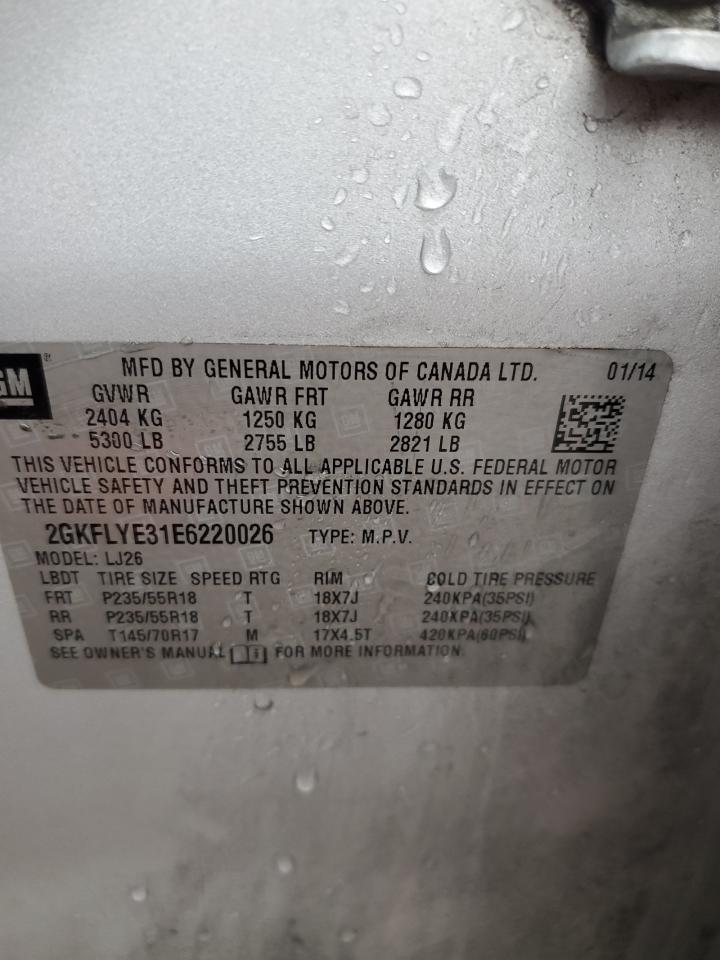 GM ®
MFD BY GENERAL MOTORS OF CANADA LTD. 01/14
GVWR GAWR FRT GAWR RR
2404 KG 1250 KG 1280 KG
5300 LB 2755 LB 2821 LB
THIS VEHICLE CONFORMS TO ALL APPLICABLE U.S. FEDERAL MOTOR
VEHICLE SAFETY AND THEFT PREVENTION STANDARDS IN EFFECT ON
THE DATE OF MANUFACTURE SHOWN ABOVE.
2GKFLYE31E6220026 TYPE: M.P.V.
MODEL: LJ26
LBDT TIRE SIZE SPEED RTG RIM COLD TIRE PRESSURE
FRT P235/55R18 T 18X7J 240KPA(35PSI)
RR P235/55R18 T 18X7J 240KPA(35PSI)
SPA T145/70R17 M 17X4.5T 420KPA(60PSI)
SEE OWNER'S MANUAL FOR MORE INFORMATION.